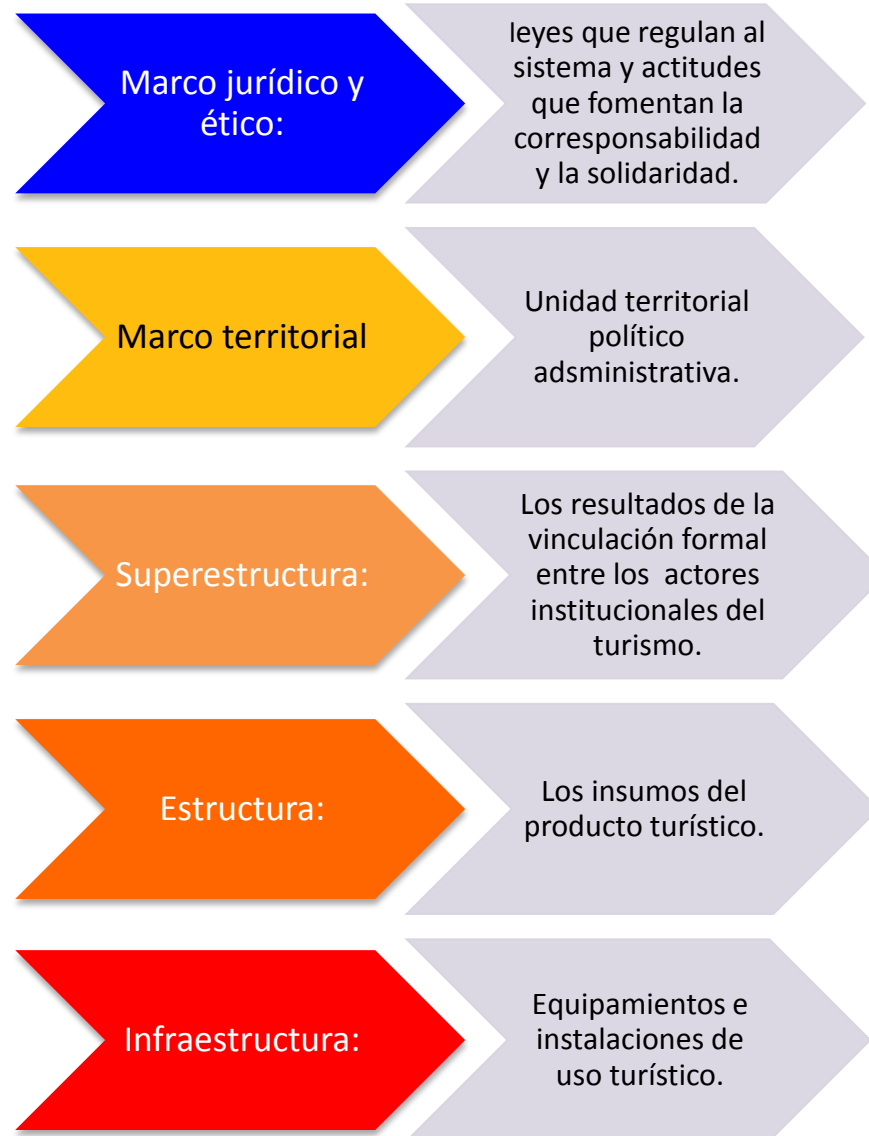 Marco jurídico y
ético:
leyes que regulan al
sistema y actitudes
que fomentan la
corresponsabilidad
y la solidaridad.
Marco territorial
Unidad territorial
político
adsministrativa.
Superestructura:
Los resultados de la
vinculación formal
entre los actores
institucionales del
turismo.
Estructura:
Los insumos del
producto turístico.
Infraestructura:
Equipamientos e
instalaciones de
uso turístico.